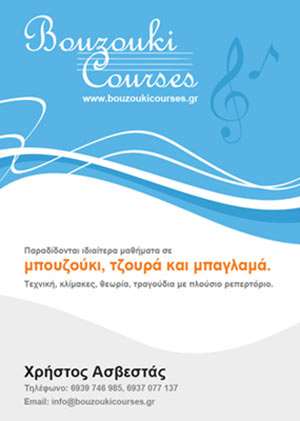 Bouzouki
Courses
www.bouzoukicourses.gr
Παραδίδονται ιδιαίτερα μαθήματα σε
μπουζούκι, τζουρά και μπαγλαμά.
Τεχνική, κλίμακες, θεωρία, τραγούδια με πλούσιο ρεπερτόριο.
Χρήστος Ασβεστάς
Τηλέφωνο: 6939 746 985, 6937 077 137
Email: info@bouzoukicourses.gr